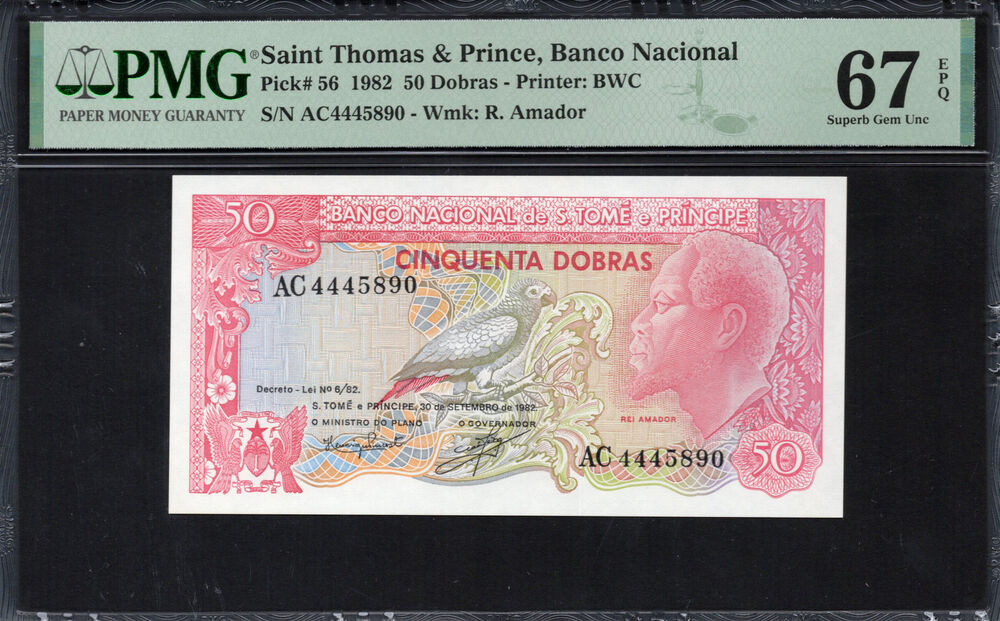 PMG®
PAPER MONEY GUARANTY
Saint Thomas & Prince, Banco Nacional
Pick# 56 1982 50 Dobras - Printer: BWC
S/N AC4445890 - Wmk: R. Amador
67 EPQ
Superb Gem Unc
50
BANCO NACIONAL de S.TOMÉ e PRÍNCIPE
CINQUENTA DOBRAS
AC 4445890
Decreto - Lei Nº 6/82.
S. TOMÉ e PRÍNCIPE, 30 de SETEMBRO de 1982.
O MINISTRO DO PLANO O GOVERNADOR
REI AMADOR
AC 4445890
50